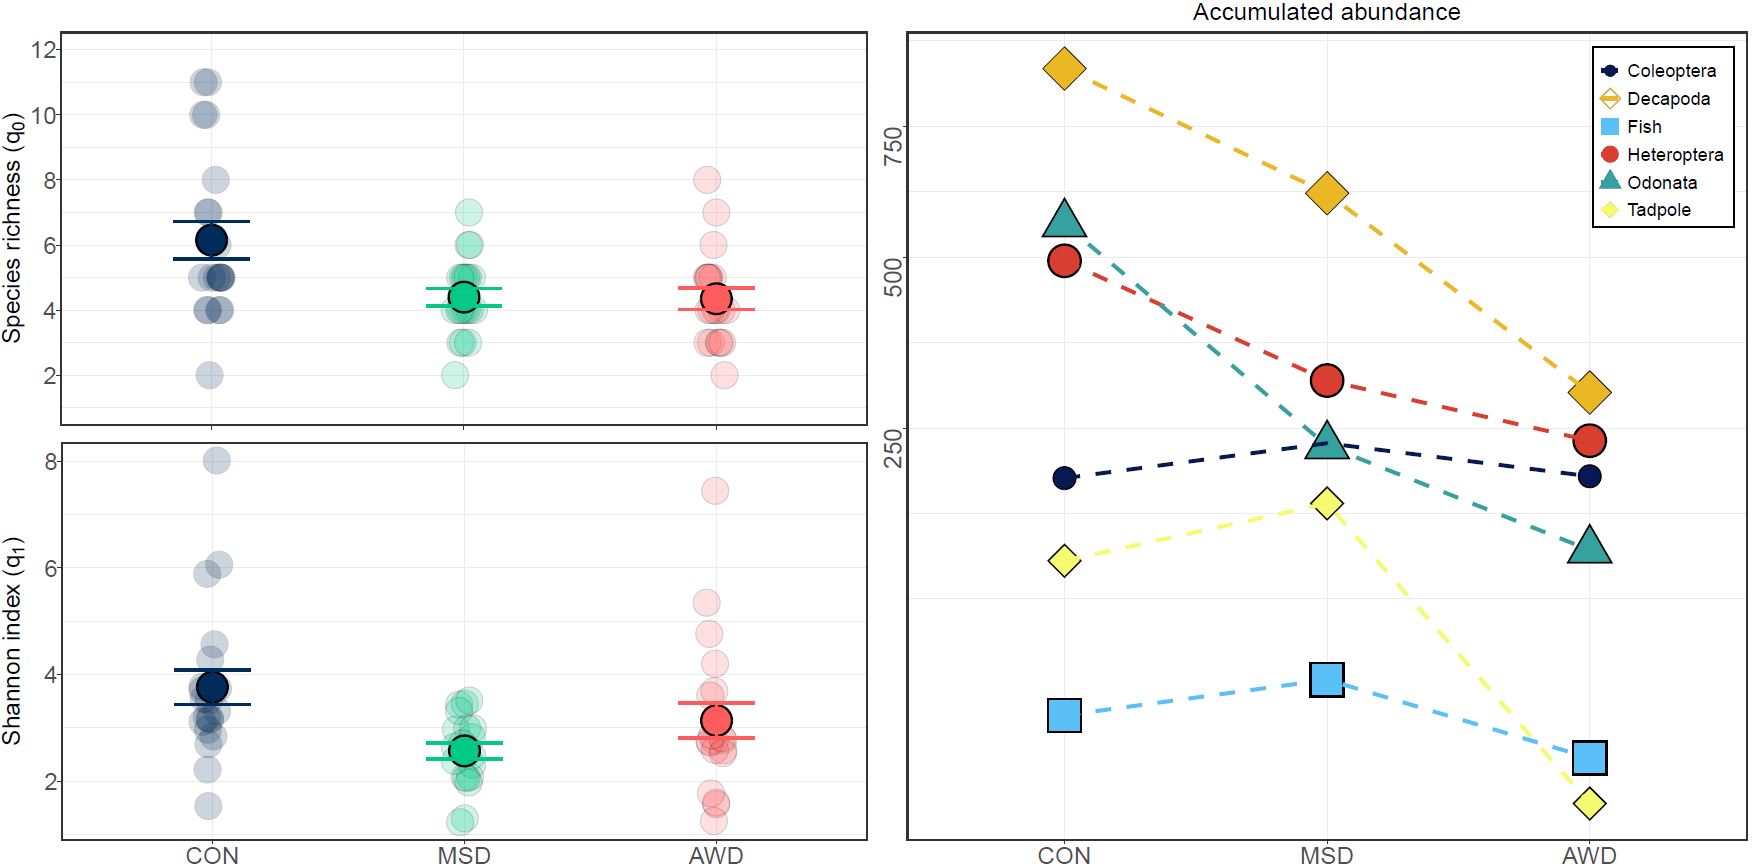 Accumulated abundance
Species richness (q0)
12
10
8
6
4
2
Shannon index (q1)
8
6
4
2
CON MSD AWD
750
500
250
Coleoptera
Decapoda
Fish
Heteroptera
Odonata
Tadpole
CON MSD AWD